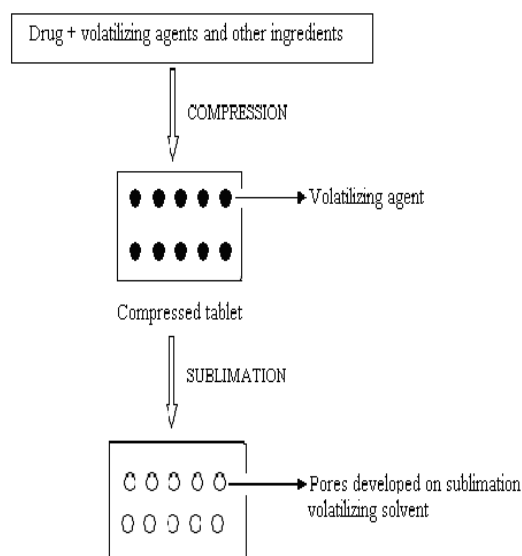 Drug + volatilizing agents and other ingredients
COMPRESSION
Volatilizing agent
Compressed tablet
SUBLIMATION
Pores developed on sublimation
volatilizing solvent